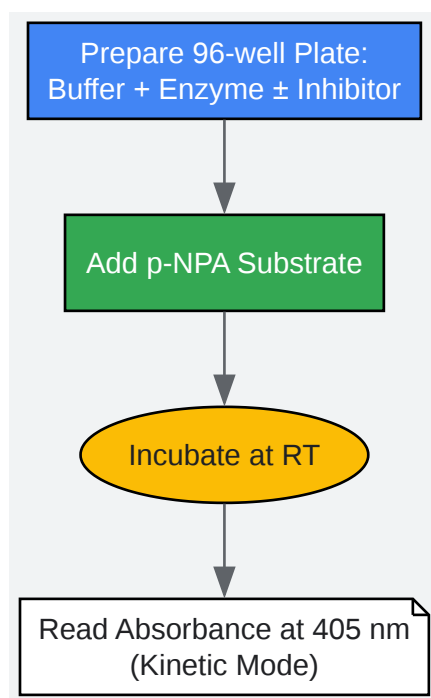 Prepare 96-well Plate:
Buffer + Enzyme ± Inhibitor
Add p-NPA Substrate
Incubate at RT
Read Absorbance at 405 nm
(Kinetic Mode)